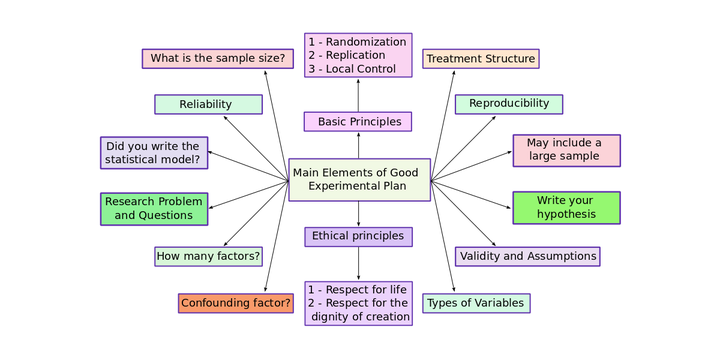 What is the sample size?
1 - Randomization
2 - Replication
3 - Local Control
Treatment Structure
Reliability
Basic Principles
Reproducibility
Did you write the
statistical model?
May include a
large sample
Main Elements of Good
Experimental Plan
Research Problem
and Questions
Write your
hypothesis
Ethical principles
How many factors?
Validity and Assumptions
Confounding factor?
1 - Respect for life
2 - Respect for the
dignity of creation
Types of Variables